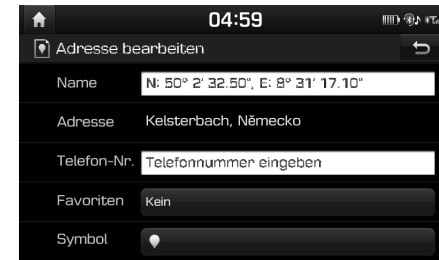 04:59
Adresse bearbeiten
Name N: 50° 2' 32.50", E: 8° 31' 17.10"
Adresse Kelsterbach, Německo
Telefon-Nr. Telefonnummer eingeben
Favoriten Kein
Symbol